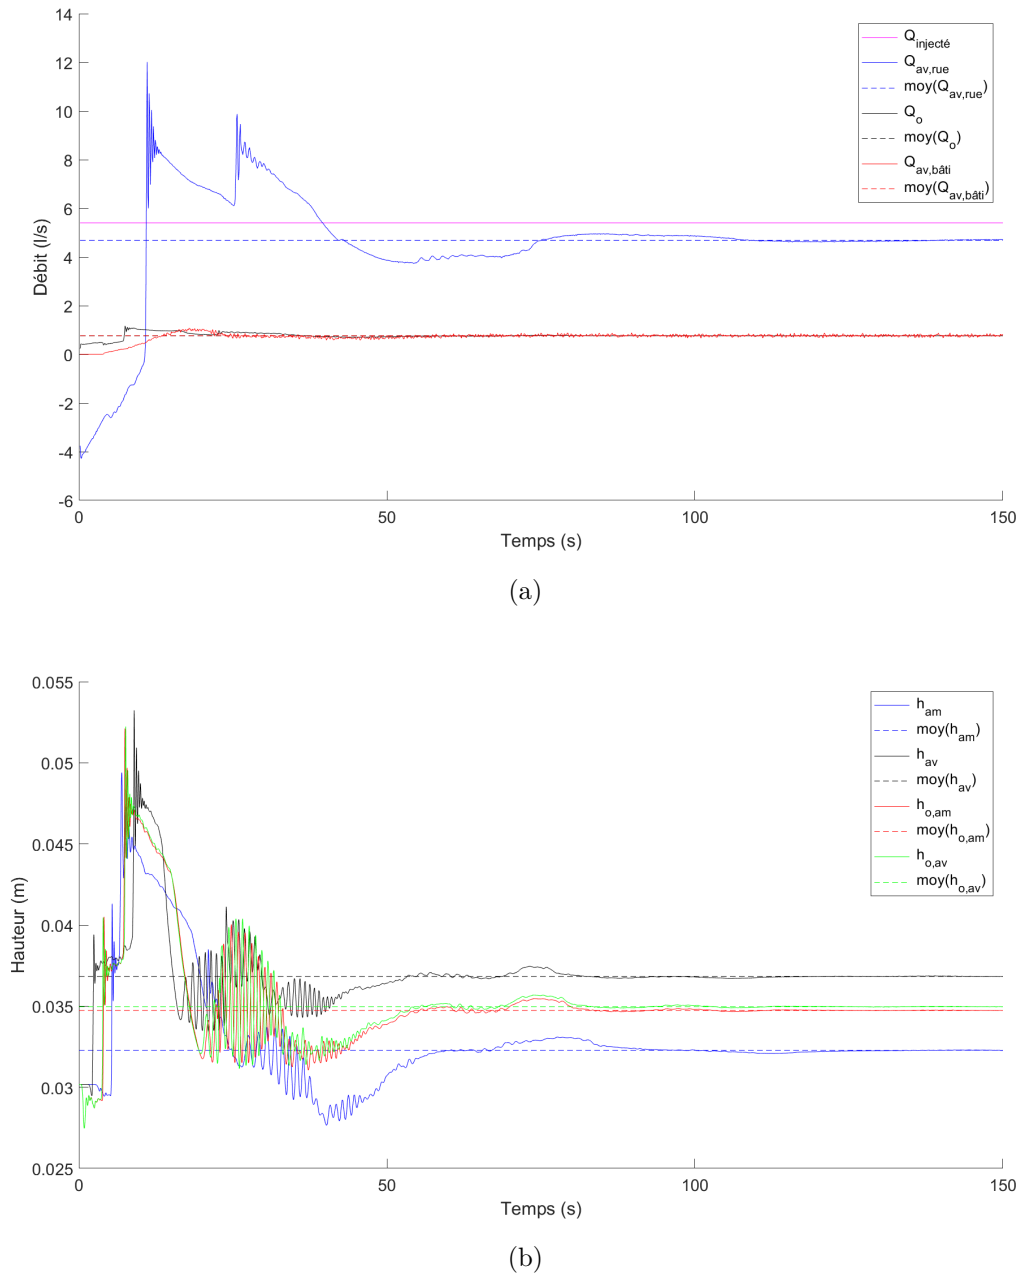 14
12
10
8
6
4
2
0
-2
-4
-6
Débit (l/s)
0
50
100
150
Temps (s)
Q_injecté
Q_av,rue
moy(Q_av,rue)
Q_o
moy(Q_o)
Q_av,bâti
moy(Q_av,bâti)
(a)
0.055
0.05
0.045
0.04
0.035
0.03
0.025
Hauteur (m)
0
50
100
150
Temps (s)
h_am
moy(h_am)
h_av
moy(h_av)
h_o,am
moy(h_o,am)
h_o,av
moy(h_o,av)
(b)